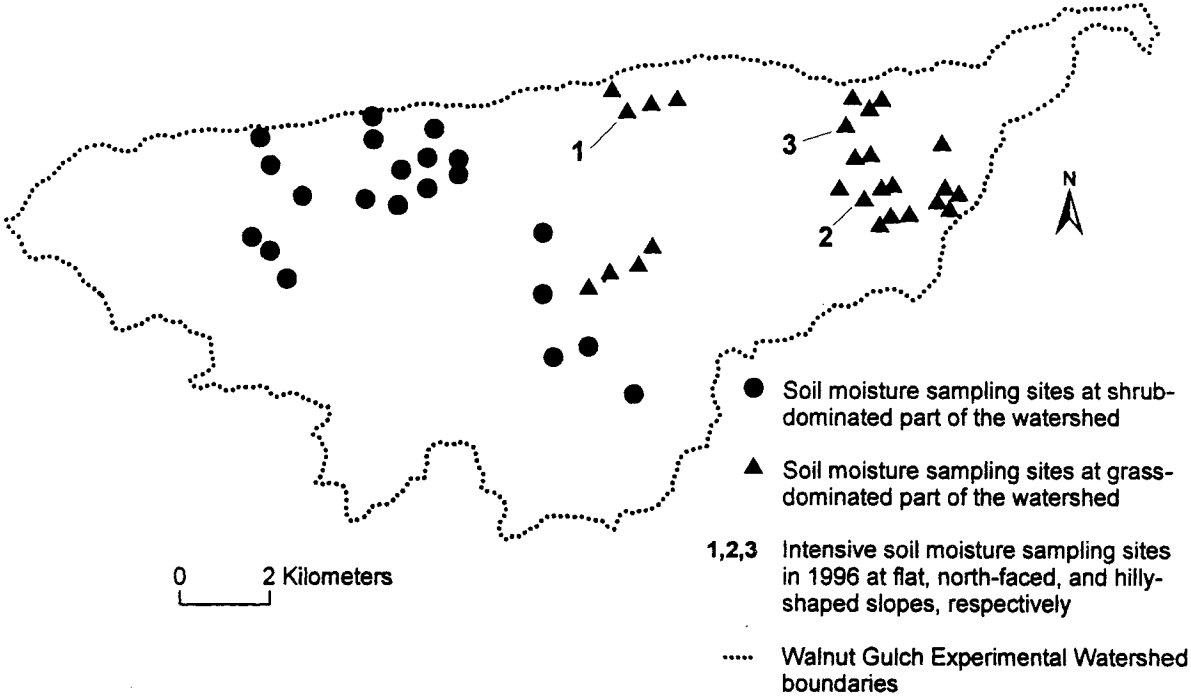 1
3
N
2
Soil moisture sampling sites at shrub-
dominated part of the watershed
Soil moisture sampling sites at grass-
dominated part of the watershed
1,2,3 Intensive soil moisture sampling sites
in 1996 at flat, north-faced, and hilly-
shaped slopes, respectively
0 2 Kilometers
Walnut Gulch Experimental Watershed
boundaries